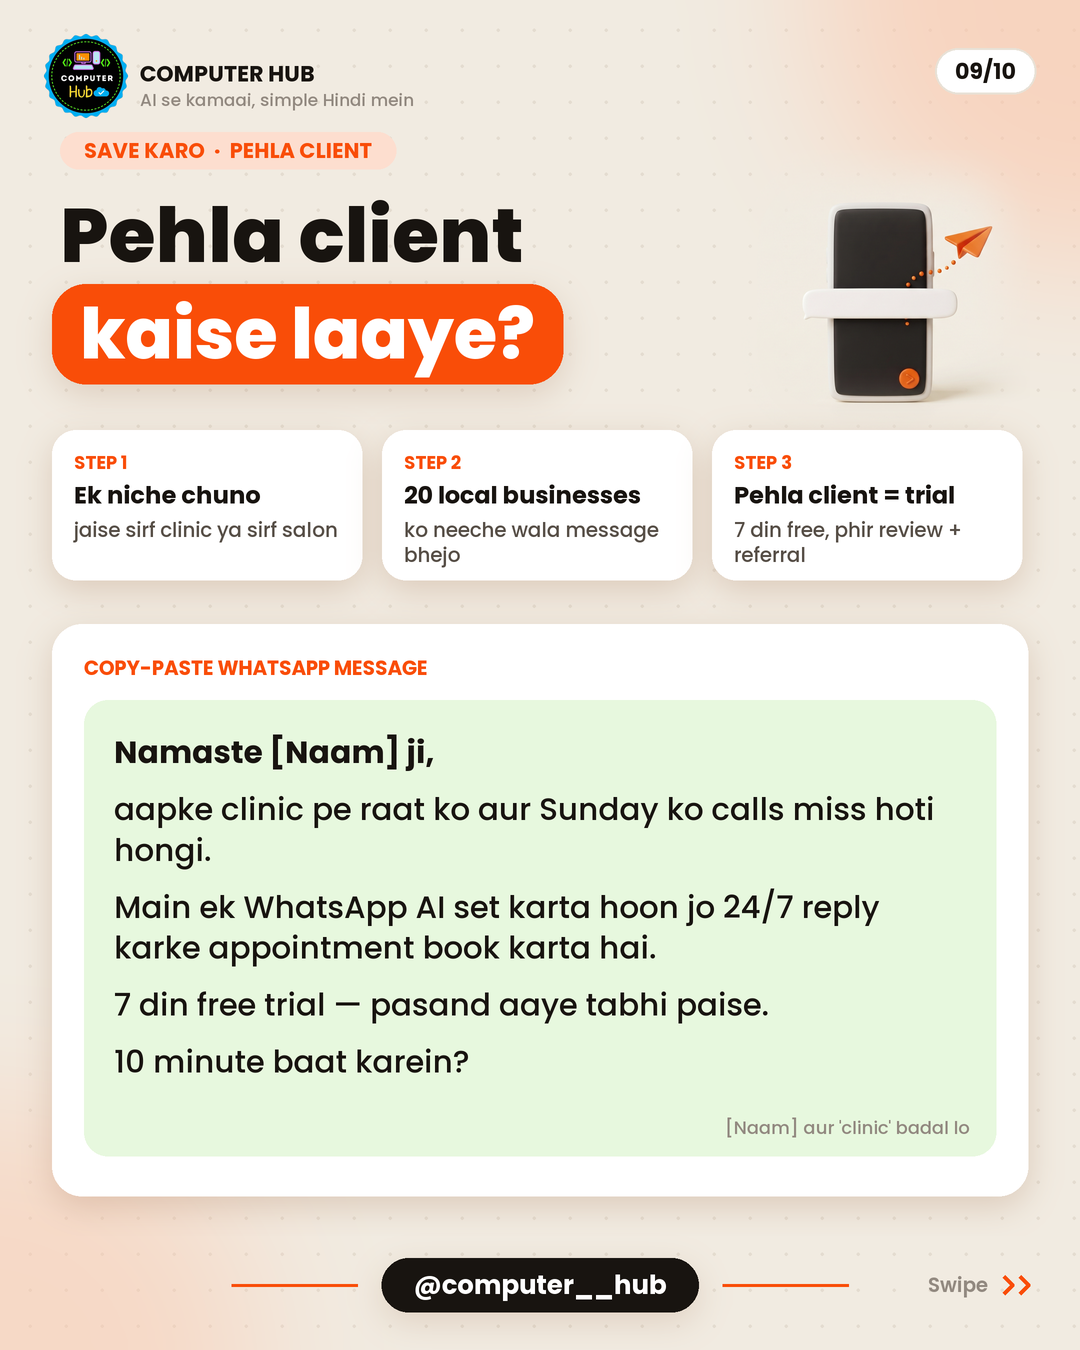 COMPUTER
Hub
COMPUTER HUB
AI se kamaai, simple Hindi mein
09/10
SAVE KARO · PEHLA CLIENT
Pehla client
kaise laaye?
STEP 1
Ek niche chuno
jaise sirf clinic ya sirf salon
STEP 2
20 local businesses
ko neeche wala message
bhejo
STEP 3
Pehla client = trial
7 din free, phir review +
referral
COPY-PASTE WHATSAPP MESSAGE
Namaste [Naam] ji,
aapke clinic pe raat ko aur Sunday ko calls miss hoti
hongi.
Main ek WhatsApp AI set karta hoon jo 24/7 reply
karke appointment book karta hai.
7 din free trial — pasand aaye tabhi paise.
10 minute baat karein?
[Naam] aur 'clinic' badal lo
@computer__hub
Swipe